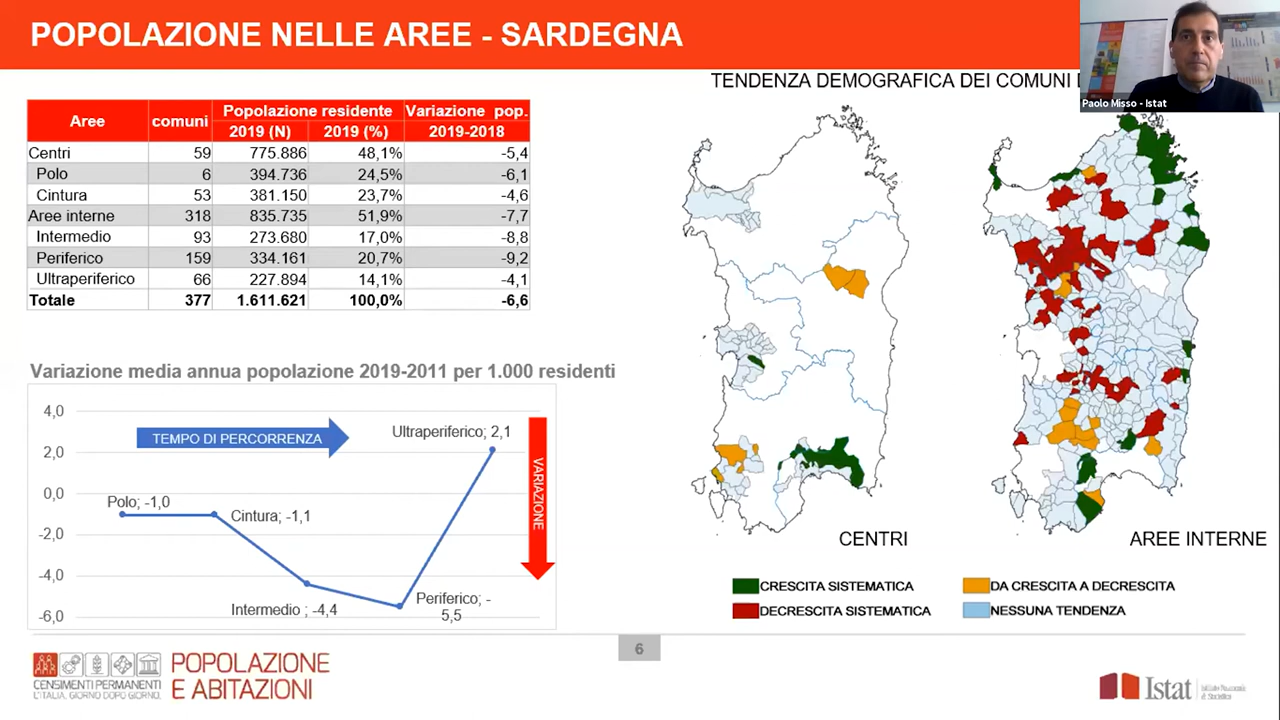 POPOLAZIONE NELLE AREE - SARDEGNA
Paolo Misso - Istat
TENDENZA DEMOGRAFICA DEI COMUNI
Aree comuni Popolazione residente Variazione pop.
2019 (N) 2019 (%) 2019-2018
Centri 59 775.886 48,1% -5,4
Polo 6 394.736 24,5% -6,1
Cintura 53 381.150 23,7% -4,6
Aree interne 318 835.735 51,9% -7,7
Intermedio 93 273.680 17,0% -8,8
Periferico 159 334.161 20,7% -9,2
Ultraperiferico 66 227.894 14,1% -4,1
Totale 377 1.611.621 100,0% -6,6
Variazione media annua popolazione 2019-2011 per 1.000 residenti
4,0
2,0
0,0
-2,0
-4,0
-6,0
TEMPO DI PERCORRENZA
Ultraperiferico; 2,1
Polo; -1,0
Cintura; -1,1
Intermedio ; -4,4
Periferico; -
5,5
VARIAZIONE
CENTRI
AREE INTERNE
CRESCITA SISTEMATICA
DA CRESCITA A DECRESCITA
DECRESCITA SISTEMATICA
NESSUNA TENDENZA
6
CENSIMENTI PERMANENTI
L'ITALIA. GIORNO DOPO GIORNO.
POPOLAZIONE
E ABITAZIONI
Istat
Istituto Nazionale
di Statistica